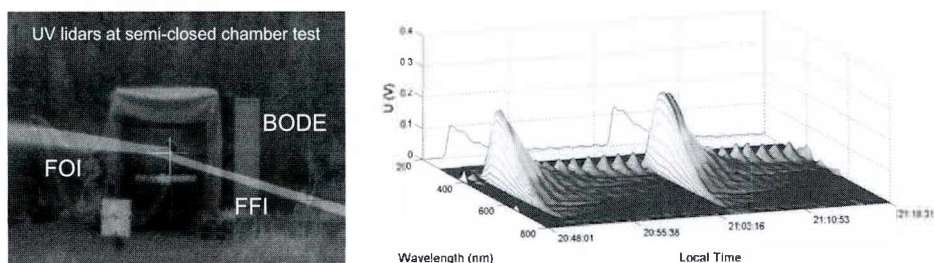 UV lidars at semi-closed chamber test
BODE
FOI
FFI
U (V)
0.4
0.3
0.2
0.1
0
200
400
600
800
20:48:01
20:55:38
21:03:16
21:10:53
21:18:31
Wavelength (nm)
Local Time